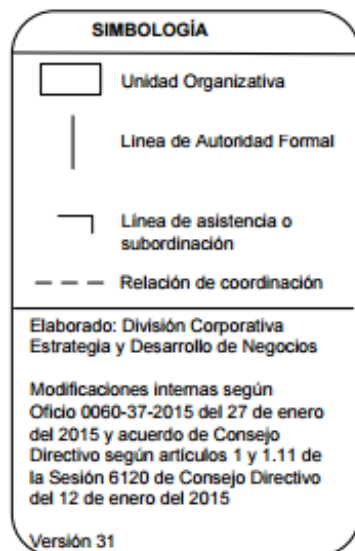 SIMBOLOGÍA
Unidad Organizativa
Línea de Autoridad Formal
Línea de asistencia o
subordinación
Relación de coordinación
Elaborado: División Corporativa
Estrategia y Desarrollo de Negocios
Modificaciones internas según
Oficio 0060-37-2015 del 27 de enero
del 2015 y acuerdo de Consejo
Directivo según artículos 1 y 1.11 de
la Sesión 6120 de Consejo Directivo
del 12 de enero del 2015
Versión 31